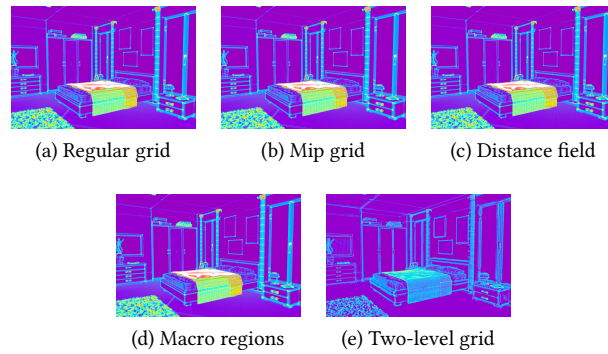 (a) Regular grid
(b) Mip grid
(c) Distance field
(d) Macro regions
(e) Two-level grid